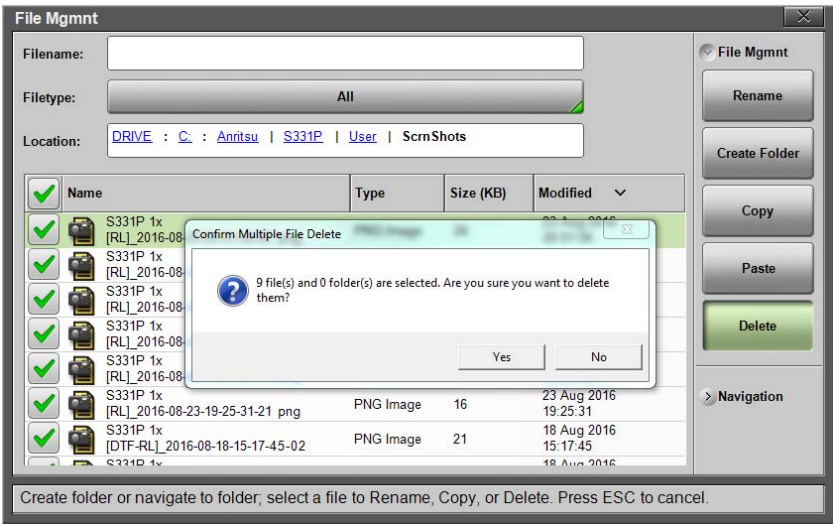 File Mgmnt
Filename:
Filetype:
All
Location:
DRIVE : C: : Anritsu | S331P | User | ScrnShots
Name Type Size (KB) Modified
S331P 1x
[RL]_2016-08- png
S331P 1x
[RL]_2016-08-
S331P 1x
[RL]_2016-08-
S331P 1x
[RL]_2016-08-
S331P 1x
[RL]_2016-08-
S331P 1x
[RL]_2016-08-23-19-25-31-21 png PNG Image 16 23 Aug 2016
19:25:31
S331P 1x
[DTF-RL]_2016-08-18-15-17-45-02 PNG Image 21 18 Aug 2016
15:17:45
S331P 1x 18 Aug 2016
Confirm Multiple File Delete
9 file(s) and 0 folder(s) are selected. Are you sure you want to delete
them?
Yes No
File Mgmnt
Rename
Create Folder
Copy
Paste
Delete
Navigation
Create folder or navigate to folder; select a file to Rename, Copy, or Delete. Press ESC to cancel.